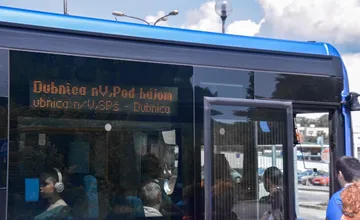 Dubnica nV.Pod hájom
ubnica n/V,SPŠ - Dubnica